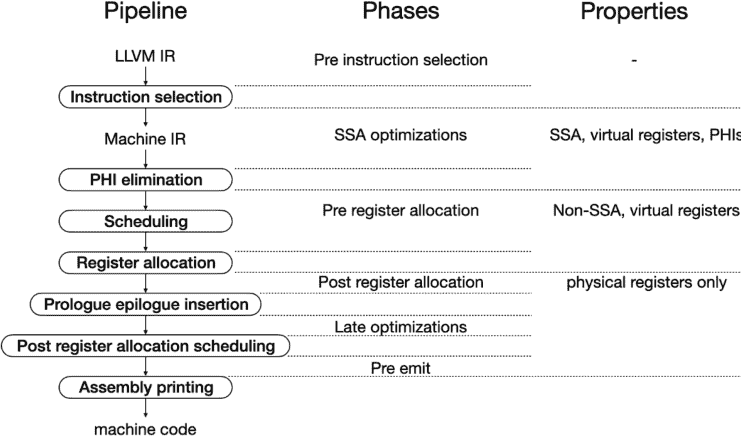 Pipeline Phases Properties
LLVM IR Pre instruction selection -
Instruction selection
Machine IR SSA optimizations SSA, virtual registers, PHIs
PHI elimination
Scheduling Pre register allocation Non-SSA, virtual registers
Register allocation
Post register allocation physical registers only
Prologue epilogue insertion
Late optimizations
Post register allocation scheduling
Pre emit
Assembly printing
machine code